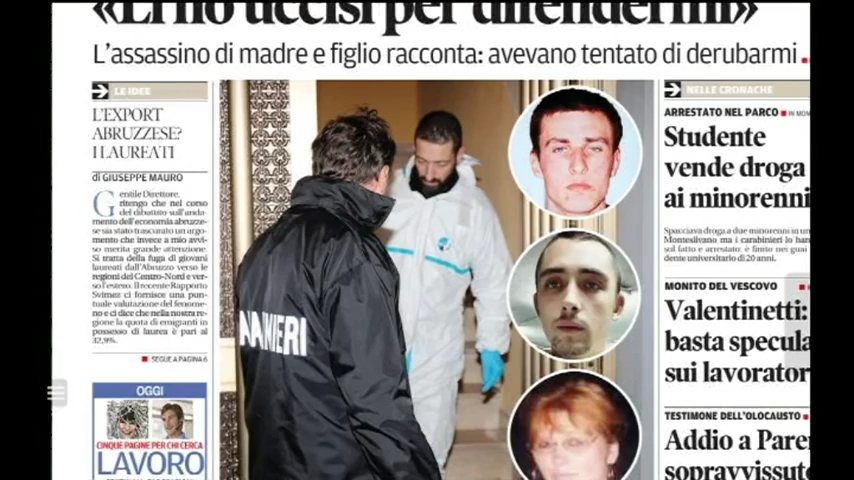 «Li ho uccisi per difendermi»
L'assassino di madre e figlio racconta: avevano tentato di derubarmi
LE IDEE
L'EXPORT
ABRUZZESE?
I LAUREATI
di GIUSEPPE MAURO
Gentile Direttore,
ritengo che nel corso
del dibattito sull'anda-
mento dell'economia abruzze-
se sia stato trascurato un argo-
mento che invece a mio avvi-
so merita grande attenzione.
Si tratta della fuga di giovani
laureati dall'Abruzzo verso le
regioni del Centro-Nord e ver-
so l'estero. Il recente Rapporto
Svimez ci fornisce una pun-
tuale valutazione del fenome-
no e ci dice che nella nostra re-
gione la quota di emigranti in
possesso di laurea è pari al
32,9%.
SEGUE A PAGINA 6
OGGI
CINQUE PAGINE PER CHI CERCA
LAVORO
NELLE CRONACHE
ARRESTATO NEL PARCO
Studente
vende droga
ai minorenni
Spacciava droga a due minorenni in un
Montesilvano ma i carabinieri lo han
sul fatto e arrestato: è finito nei guai
dente universitario di 20 anni.
MONITO DEL VESCOVO
Valentinetti:
basta specula
sui lavorator
TESTIMONE DELL'OLOCAUSTO
Addio a Paren
sopravvissuto